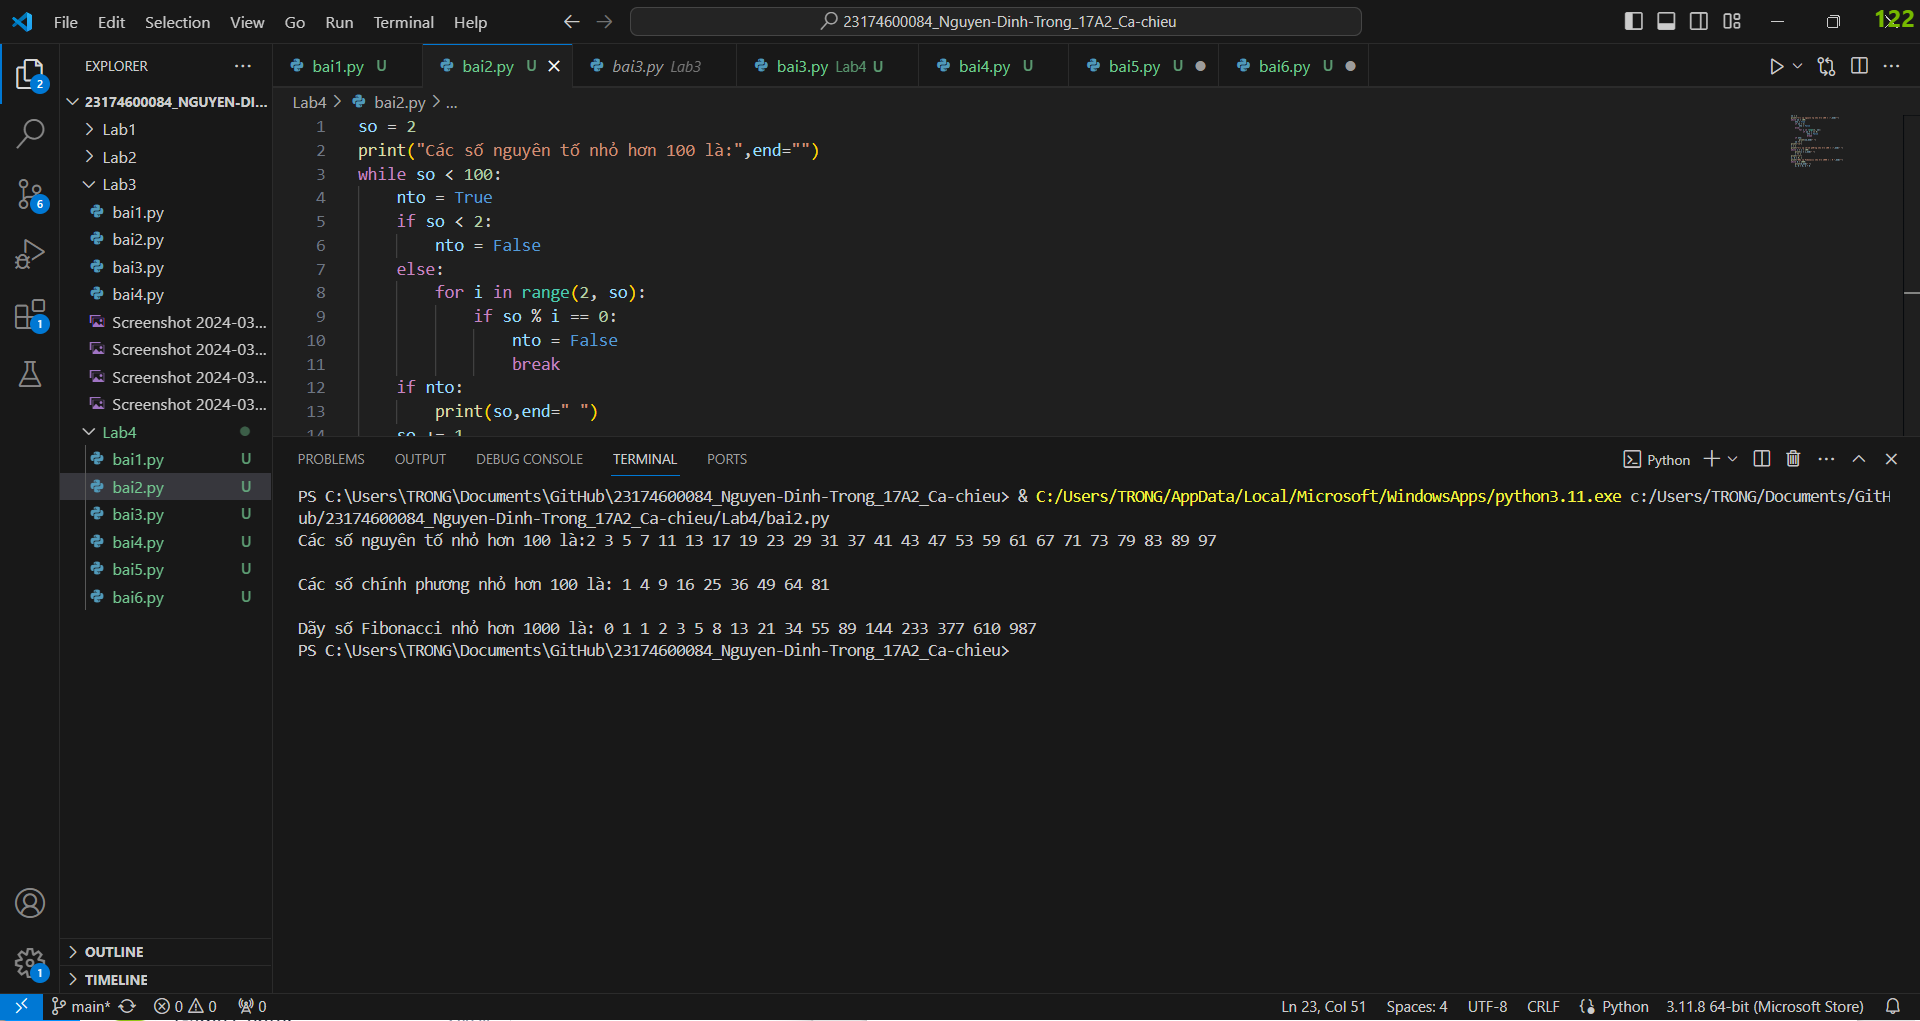 File Edit Selection View Go Run Terminal Help
23174600084_Nguyen-Dinh-Trong_17A2_Ca-chieu
122
EXPLORER
bai1.py U
bai2.py U
bai3.py Lab3
bai3.py Lab4 U
bai4.py U
bai5.py U
bai6.py U
2
6
1
23174600084_NGUYEN-DI...
Lab1
Lab2
Lab3
bai1.py
bai2.py
bai3.py
bai4.py
Screenshot 2024-03...
Screenshot 2024-03...
Screenshot 2024-03...
Screenshot 2024-03...
Lab4
bai1.py U
bai2.py U
bai3.py U
bai4.py U
bai5.py U
bai6.py U
OUTLINE
TIMELINE
1
Lab4 > bai2.py > ...
1 so = 2
2 print("Các số nguyên tố nhỏ hơn 100 là:",end="")
3 while so < 100:
4 nto = True
5 if so < 2:
6 nto = False
7 else:
8 for i in range(2, so):
9 if so % i == 0:
10 nto = False
11 break
12 if nto:
13 print(so,end=" ")
14 so += 1
PROBLEMS OUTPUT DEBUG CONSOLE TERMINAL PORTS
Python
PS C:\Users\TRONG\Documents\GitHub\23174600084_Nguyen-Dinh-Trong_17A2_Ca-chieu> & C:/Users/TRONG/AppData/Local/Microsoft/WindowsApps/python3.11.exe c:/Users/TRONG/Documents/GitH
ub/23174600084_Nguyen-Dinh-Trong_17A2_Ca-chieu/Lab4/bai2.py
Các số nguyên tố nhỏ hơn 100 là:2 3 5 7 11 13 17 19 23 29 31 37 41 43 47 53 59 61 67 71 73 79 83 89 97
Các số chính phương nhỏ hơn 100 là: 1 4 9 16 25 36 49 64 81
Dãy số Fibonacci nhỏ hơn 1000 là: 0 1 1 2 3 5 8 13 21 34 55 89 144 233 377 610 987
PS C:\Users\TRONG\Documents\GitHub\23174600084_Nguyen-Dinh-Trong_17A2_Ca-chieu>
main* 0 0 0
Ln 23, Col 51 Spaces: 4 UTF-8 CRLF Python 3.11.8 64-bit (Microsoft Store)